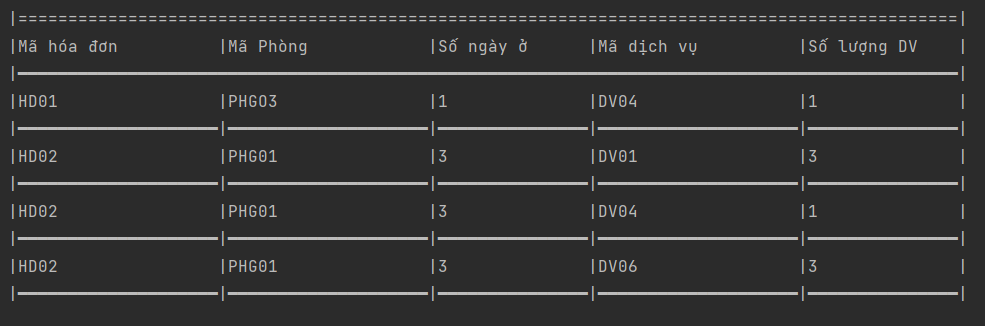 |==============================================================================================|
|Mã hóa đơn |Mã Phòng |Số ngày ở |Mã dịch vụ |Số lượng DV |
|HD01 |PHGO3 |1 |DV04 |1 |
|HD02 |PHG01 |3 |DV01 |3 |
|HD02 |PHG01 |3 |DV04 |1 |
|HD02 |PHG01 |3 |DV06 |3 |